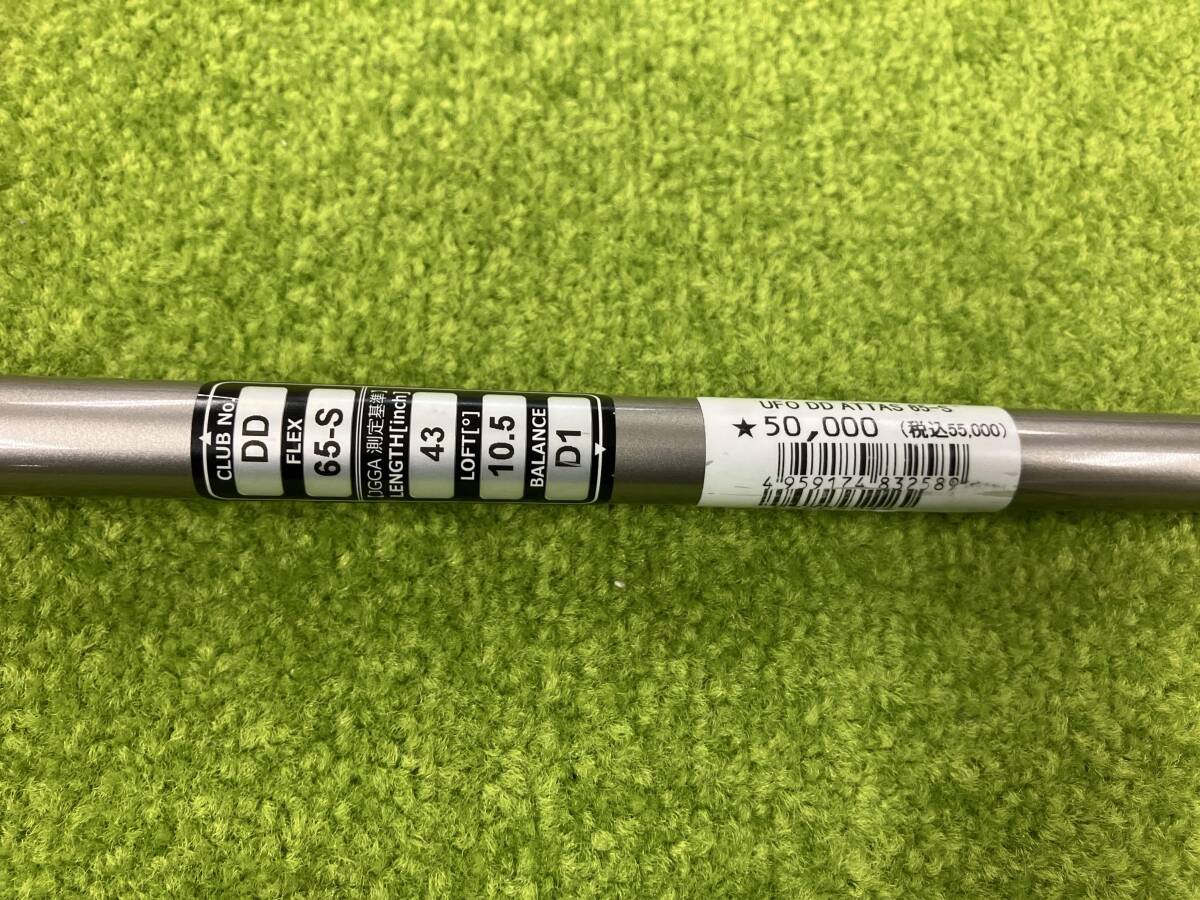 CLUB No.
DD
FLEX
65-S
[JGGA 測定基準]
LENGTH[inch]
43
LOFT[°]
10.5
BALANCE
D1
UFO DD ATTAS 65-S
★50,000 (税込55,000)
4959174832589